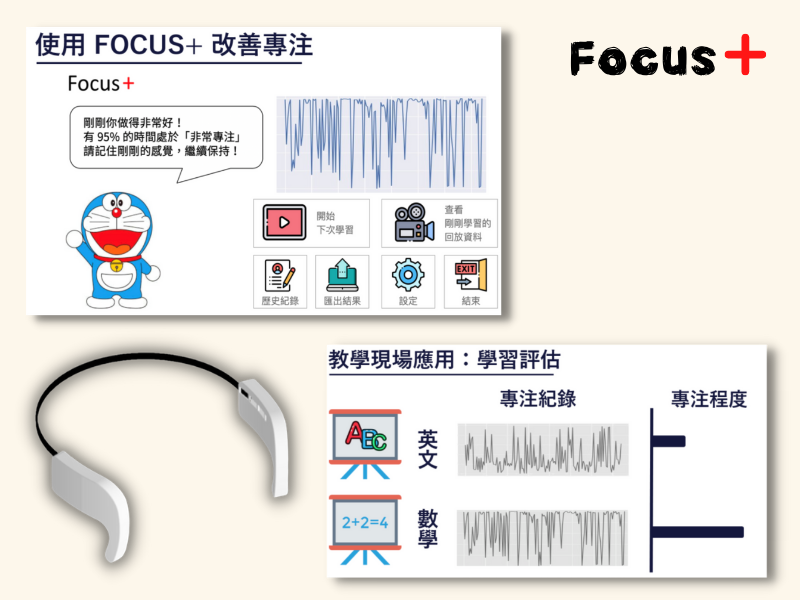 使用 FOCUS+ 改善專注
Focus+
Focus+
剛剛你做得非常好！
有 95% 的時間處於「非常專注」
請記住剛剛的感覺，繼續保持！
開始
下次學習
查看
剛剛學習的
回放資料
EXIT
歷史紀錄
匯出結果
設定
結束
教學現場應用：學習評估
專注紀錄
專注程度
ABC
英文
2+2=4
數學